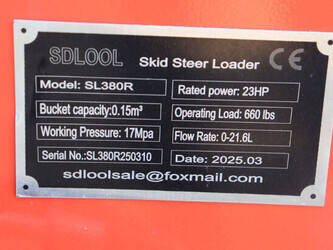 SDLOOL Skid Steer Loader CE
Model: SL380R Rated power: 23HP
Bucket capacity:0.15m³ Operating Load: 660 lbs
Working Pressure: 17Mpa Flow Rate: 0-21.6L
Serial No.:SL380R250310 Date: 2025.03
sdloolsale@foxmail.com